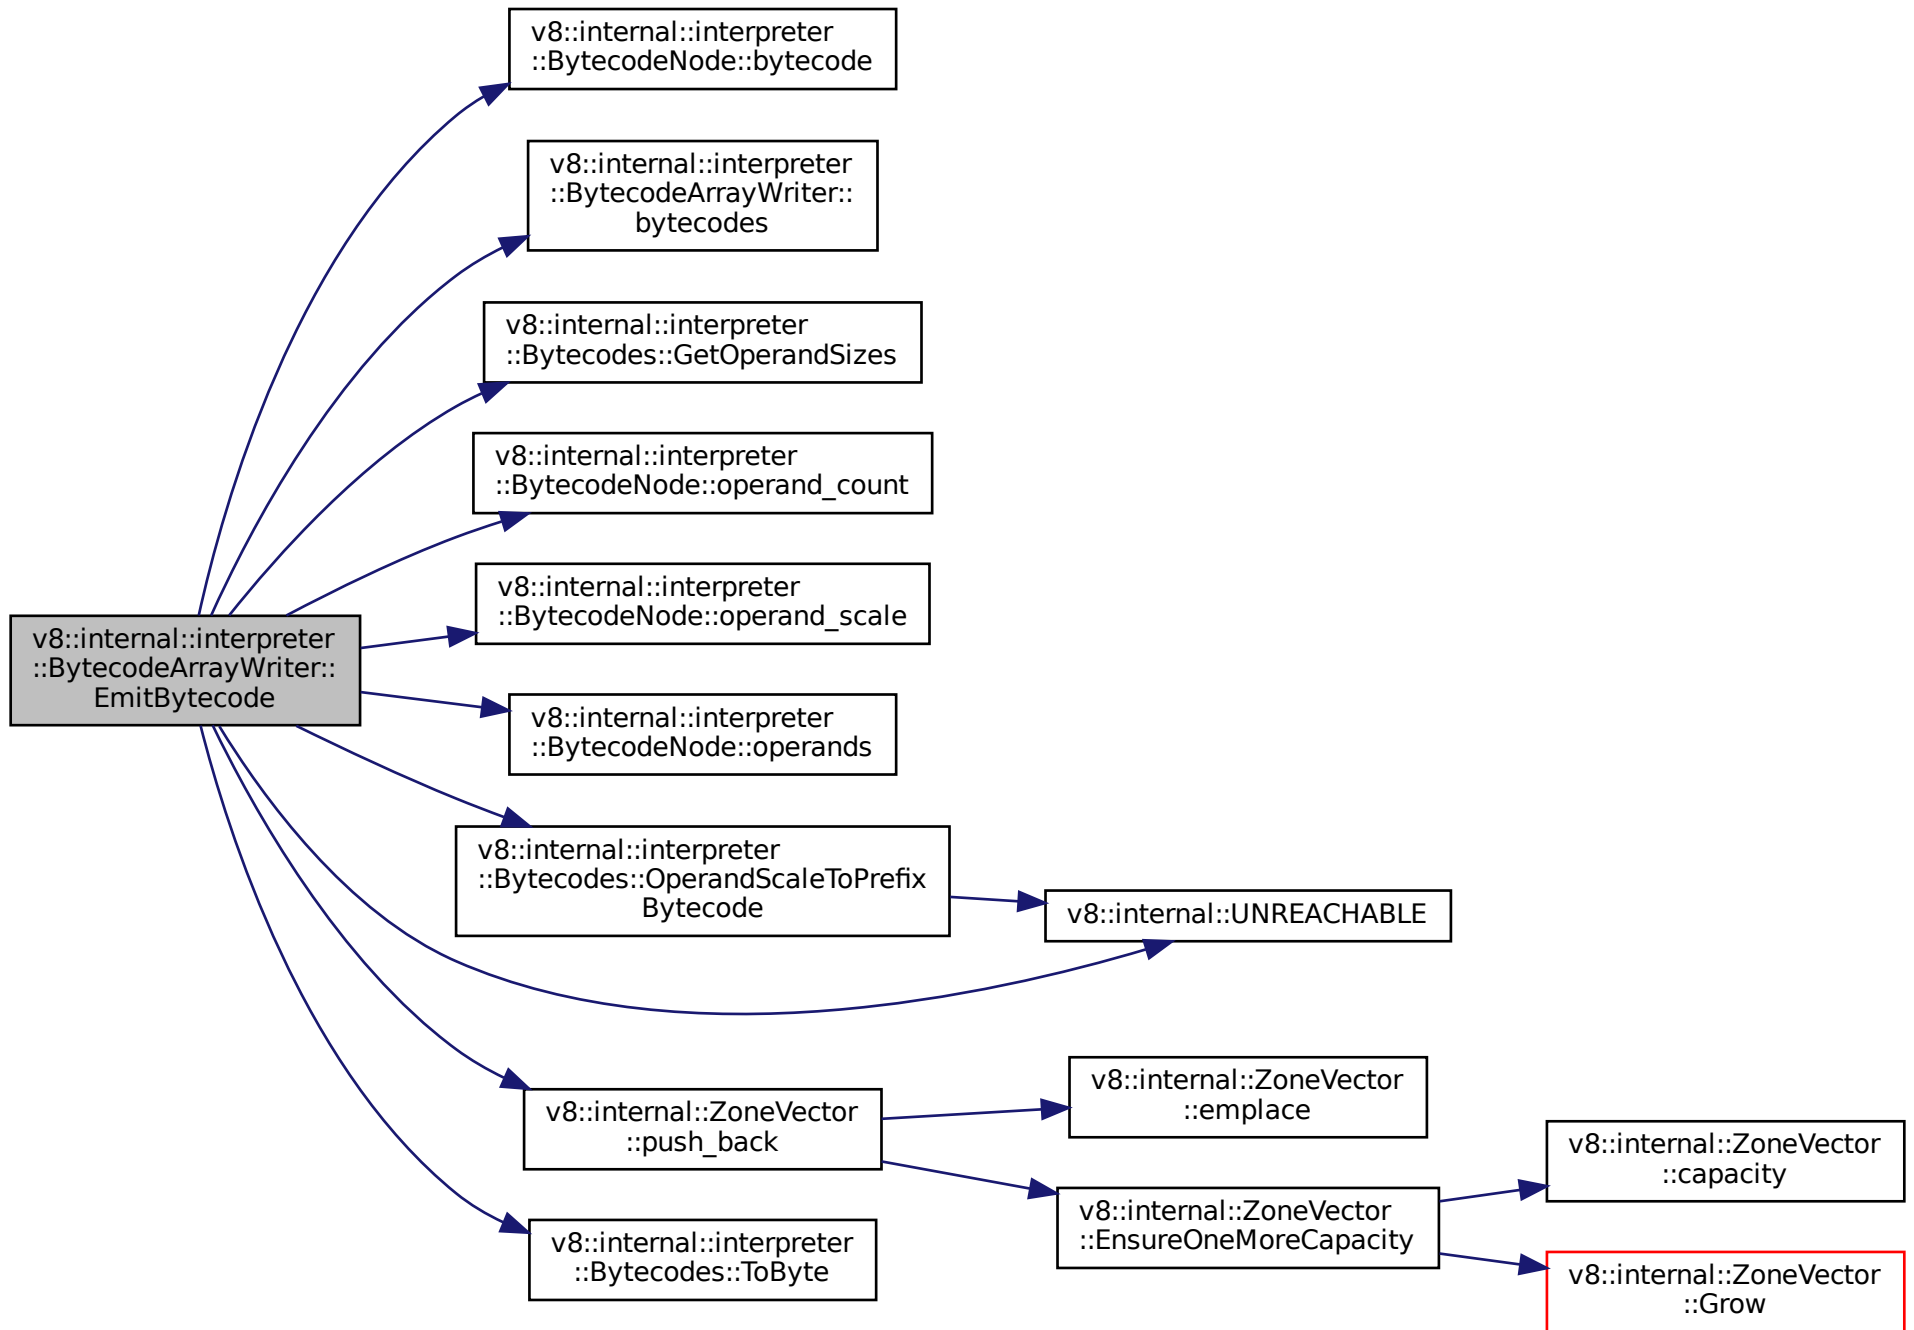 v8::internal::interpreter
::BytecodeNode::bytecode
v8::internal::interpreter
::BytecodeArrayWriter::
bytecodes
v8::internal::interpreter
::Bytecodes::GetOperandSizes
v8::internal::interpreter
::BytecodeNode::operand_count
v8::internal::interpreter
::BytecodeNode::operand_scale
v8::internal::interpreter
::BytecodeArrayWriter::
EmitBytecode
v8::internal::interpreter
::BytecodeNode::operands
v8::internal::interpreter
::Bytecodes::OperandScaleToPrefix
Bytecode
v8::internal::UNREACHABLE
v8::internal::ZoneVector
::push_back
v8::internal::ZoneVector
::emplace
v8::internal::ZoneVector
::EnsureOneMoreCapacity
v8::internal::ZoneVector
::capacity
v8::internal::interpreter
::Bytecodes::ToByte
v8::internal::ZoneVector
::Grow